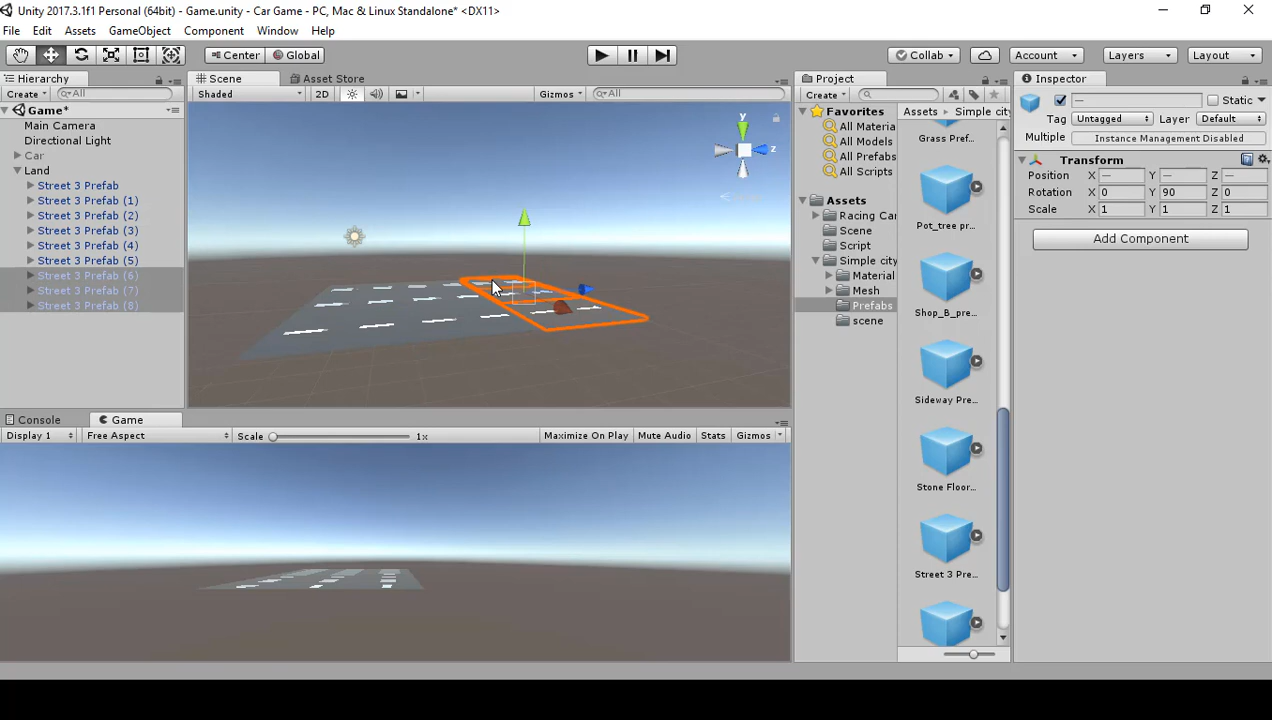 Unity 2017.3.1f1 Personal (64bit) - Game.unity - Car Game - PC, Mac & Linux Standalone* <DX11>
File Edit Assets GameObject Component Window Help
Center Global Collab Account Layers Layout
Hierarchy
Create All
Game*
Main Camera
Directional Light
Car
Land
Street 3 Prefab
Street 3 Prefab (1)
Street 3 Prefab (2)
Street 3 Prefab (3)
Street 3 Prefab (4)
Street 3 Prefab (5)
Street 3 Prefab (6)
Street 3 Prefab (7)
Street 3 Prefab (8)
Scene Asset Store
Shaded 2D Gizmos All
y
z
Console Game
Display 1 Free Aspect Scale 1x Maximize On Play Mute Audio Stats Gizmos
Project
Create
Favorites
All Materia
All Models
All Prefabs
All Scripts
Assets
Racing Car
Scene
Script
Simple city
Material
Mesh
Prefabs
scene
Assets Simple city
Grass Pref...
Pot_tree pr...
Shop_B_pre...
Sideway Pre...
Stone Floor...
Street 3 Pre...
Inspector
— Static
Tag Untagged Layer Default
Multiple Instance Management Disabled
Transform
Position X — Y — Z —
Rotation X 0 Y 90 Z 0
Scale X 1 Y 1 Z 1
Add Component